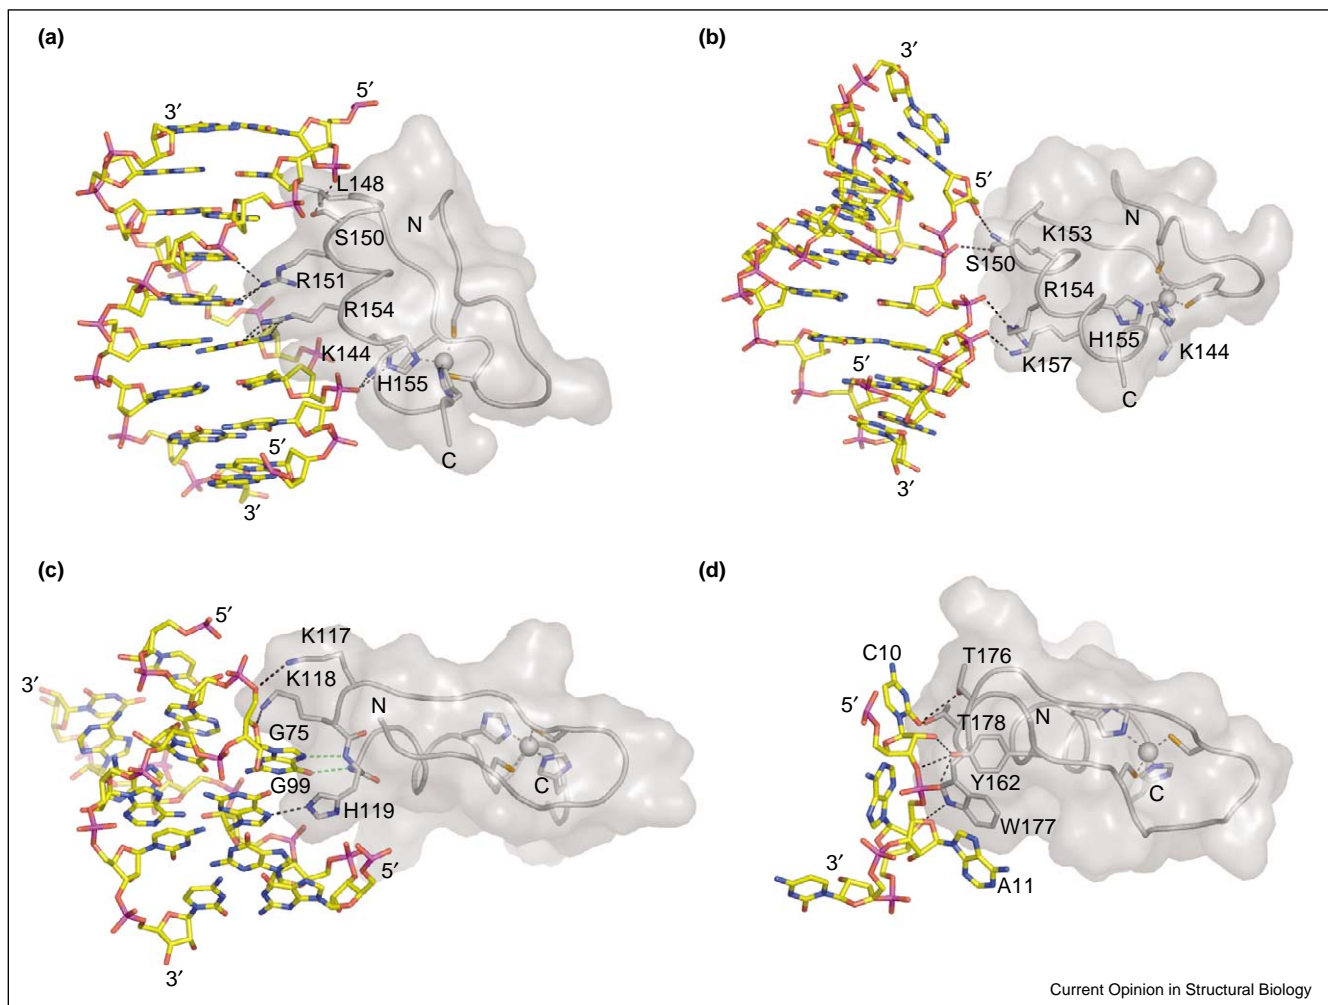 (a)
5′
3′
L148
N
S150
R151
R154
K144
H155
5′
C
3′
(b)
3′
5′
N
K153
S150
R154
H155
K144
5′
K157
C
3′
(c)
5′
K117
3′
K118
N
G75
G99
C
H119
5′
3′
(d)
C10
T176
5′
T178
N
Y162
C
W177
3′
A11
Current Opinion in Structural Biology